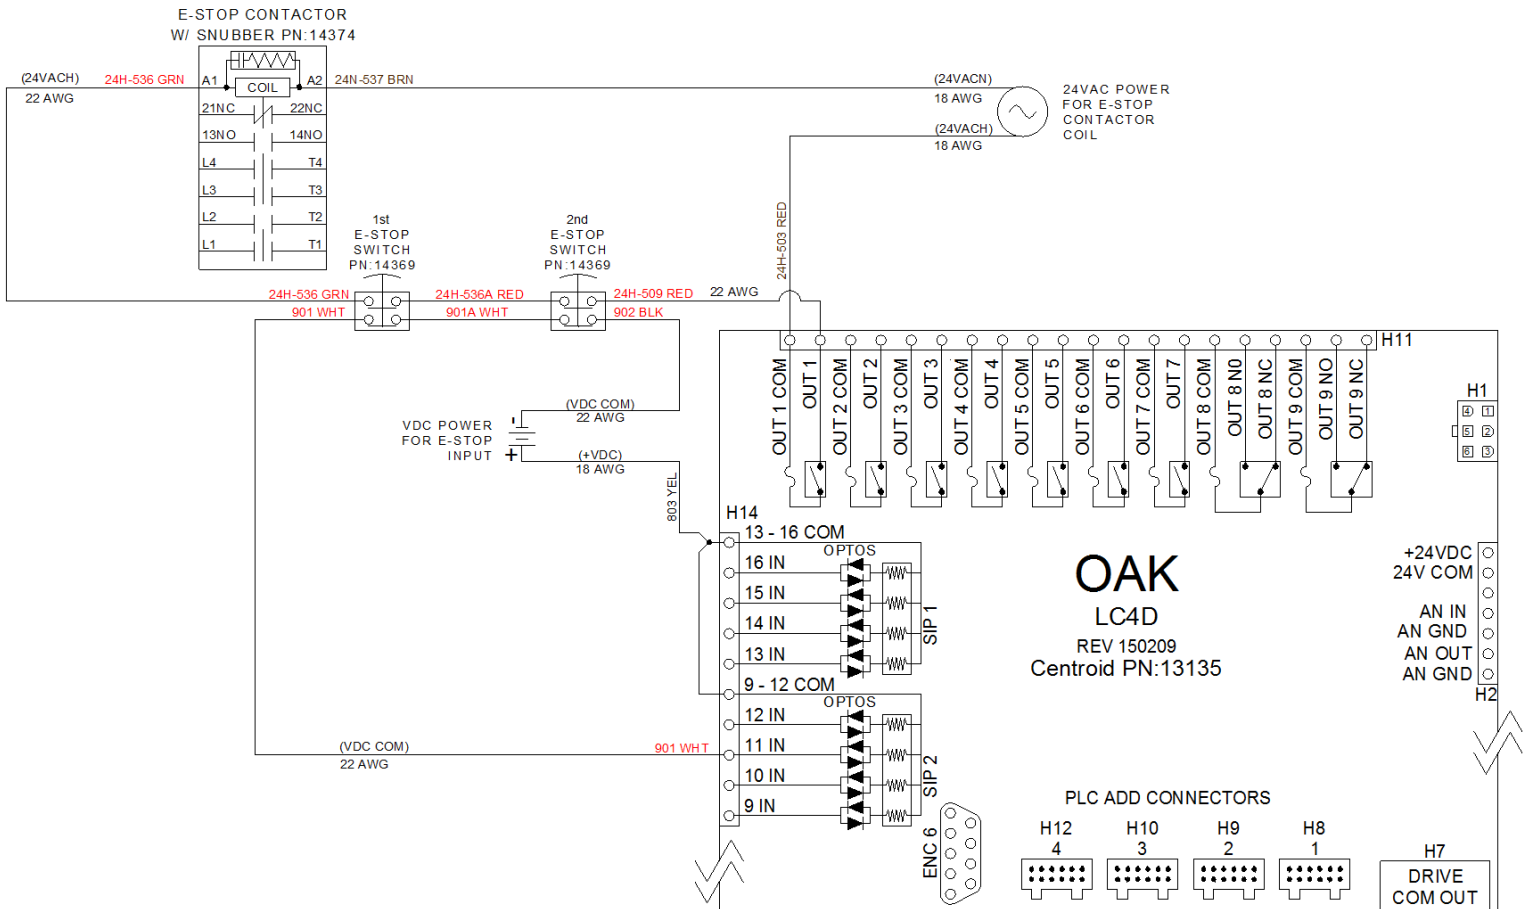 E-STOP CONTACTOR
W/ SNUBBER PN:14374
(24VACH)
22 AWG
24H-536 GRN
A1
COIL
A2
24N-537 BRN
21NC
22NC
13NO
14NO
L4
T4
L3
T3
L2
T2
L1
T1
(24VACN)
18 AWG
(24VACH)
18 AWG
24VAC POWER
FOR E-STOP
CONTACTOR
COIL
24H-503 RED
1st
E-STOP
SWITCH
PN:14369
2nd
E-STOP
SWITCH
PN:14369
24H-536 GRN
901 WHT
24H-536A RED
901A WHT
24H-509 RED
902 BLK
22 AWG
H11
OUT 1 COM
OUT 1
OUT 2 COM
OUT 2
OUT 3 COM
OUT 3
OUT 4 COM
OUT 4
OUT 5 COM
OUT 5
OUT 6 COM
OUT 6
OUT 7 COM
OUT 7
OUT 8 COM
OUT 8 N0
OUT 8 NC
OUT 9 COM
OUT 9 NO
OUT 9 NC
H1
4 1
5 2
6 3
VDC POWER
FOR E-STOP
INPUT
-
+
(VDC COM)
22 AWG
(+VDC)
18 AWG
803 YEL
H14
13 - 16 COM
OPTOS
16 IN
15 IN
14 IN
13 IN
SIP 1
9 - 12 COM
OPTOS
12 IN
11 IN
10 IN
9 IN
SIP 2
(VDC COM)
22 AWG
901 WHT
OAK
LC4D
REV 150209
Centroid PN:13135
+24VDC
24V COM
AN IN
AN GND
AN OUT
AN GND
H2
ENC 6
PLC ADD CONNECTORS
H12
4
H10
3
H9
2
H8
1
H7
DRIVE
COM OUT